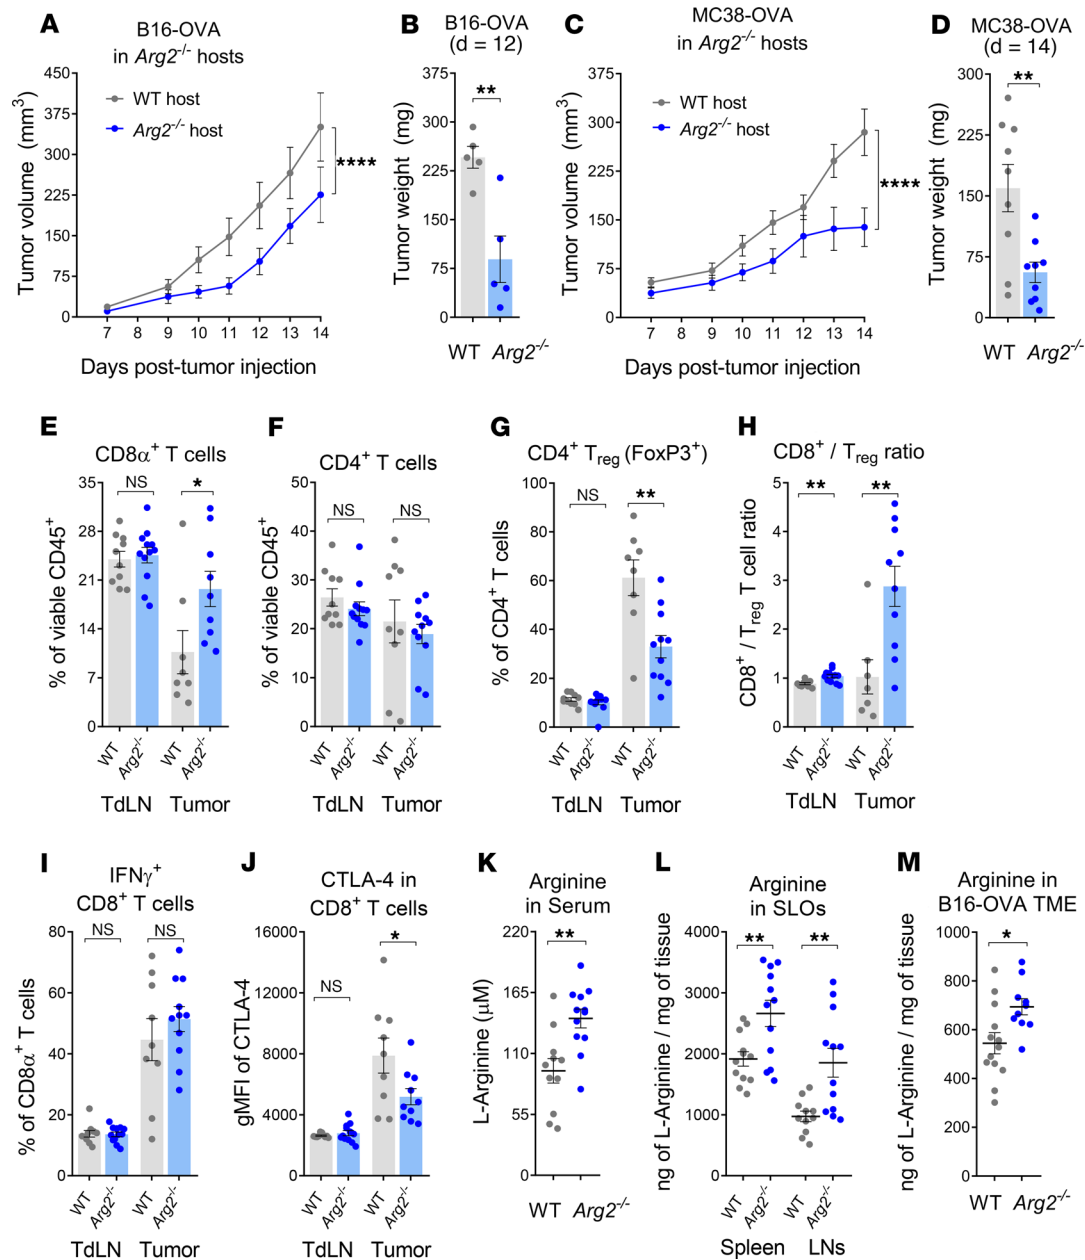 A
B16-OVA
in Arg2-/- hosts
WT host
Arg2-/- host
Tumor volume (mm3)
450
375
300
225
150
75
0
****
7 8 9 10 11 12 13 14
Days post-tumor injection
B
B16-OVA
(d = 12)
Tumor weight (mg)
375
300
225
150
75
0
**
WT Arg2-/-
C
MC38-OVA
in Arg2-/- hosts
WT host
Arg2-/- host
Tumor volume (mm3)
375
300
225
150
75
0
****
7 8 9 10 11 12 13 14
Days post-tumor injection
D
MC38-OVA
(d = 14)
Tumor weight (mg)
300
225
150
75
0
**
WT Arg2-/-
E
CD8α+ T cells
% of viable CD45+
35
28
21
14
7
0
NS
*
WT Arg2-/- WT Arg2-/-
TdLN Tumor
F
CD4+ T cells
% of viable CD45+
50
40
30
20
10
0
NS
NS
WT Arg2-/- WT Arg2-/-
TdLN Tumor
G
CD4+ Treg (FoxP3+)
% of CD4+ T cells
100
80
60
40
20
0
NS
**
WT Arg2-/- WT Arg2-/-
TdLN Tumor
H
CD8+ / Treg ratio
CD8+ / Treg T cell ratio
5
4
3
2
1
0
**
**
WT Arg2-/- WT Arg2-/-
TdLN Tumor
I
IFNγ+
CD8+ T cells
% of CD8α+ T cells
80
60
40
20
0
NS
NS
WT Arg2-/- WT Arg2-/-
TdLN Tumor
J
CTLA-4 in
CD8+ T cells
gMFI of CTLA-4
16000
12000
8000
4000
0
NS
*
WT Arg2-/- WT Arg2-/-
TdLN Tumor
K
Arginine
in Serum
L-Arginine (μM)
220
165
110
55
0
**
WT Arg2-/-
L
Arginine
in SLOs
ng of L-Arginine / mg of tissue
4000
3000
2000
1000
0
**
**
WT Arg2-/- WT Arg2-/-
Spleen LNs
M
Arginine in
B16-OVA TME
ng of L-Arginine / mg of tissue
1000
800
600
400
200
0
*
WT Arg2-/-